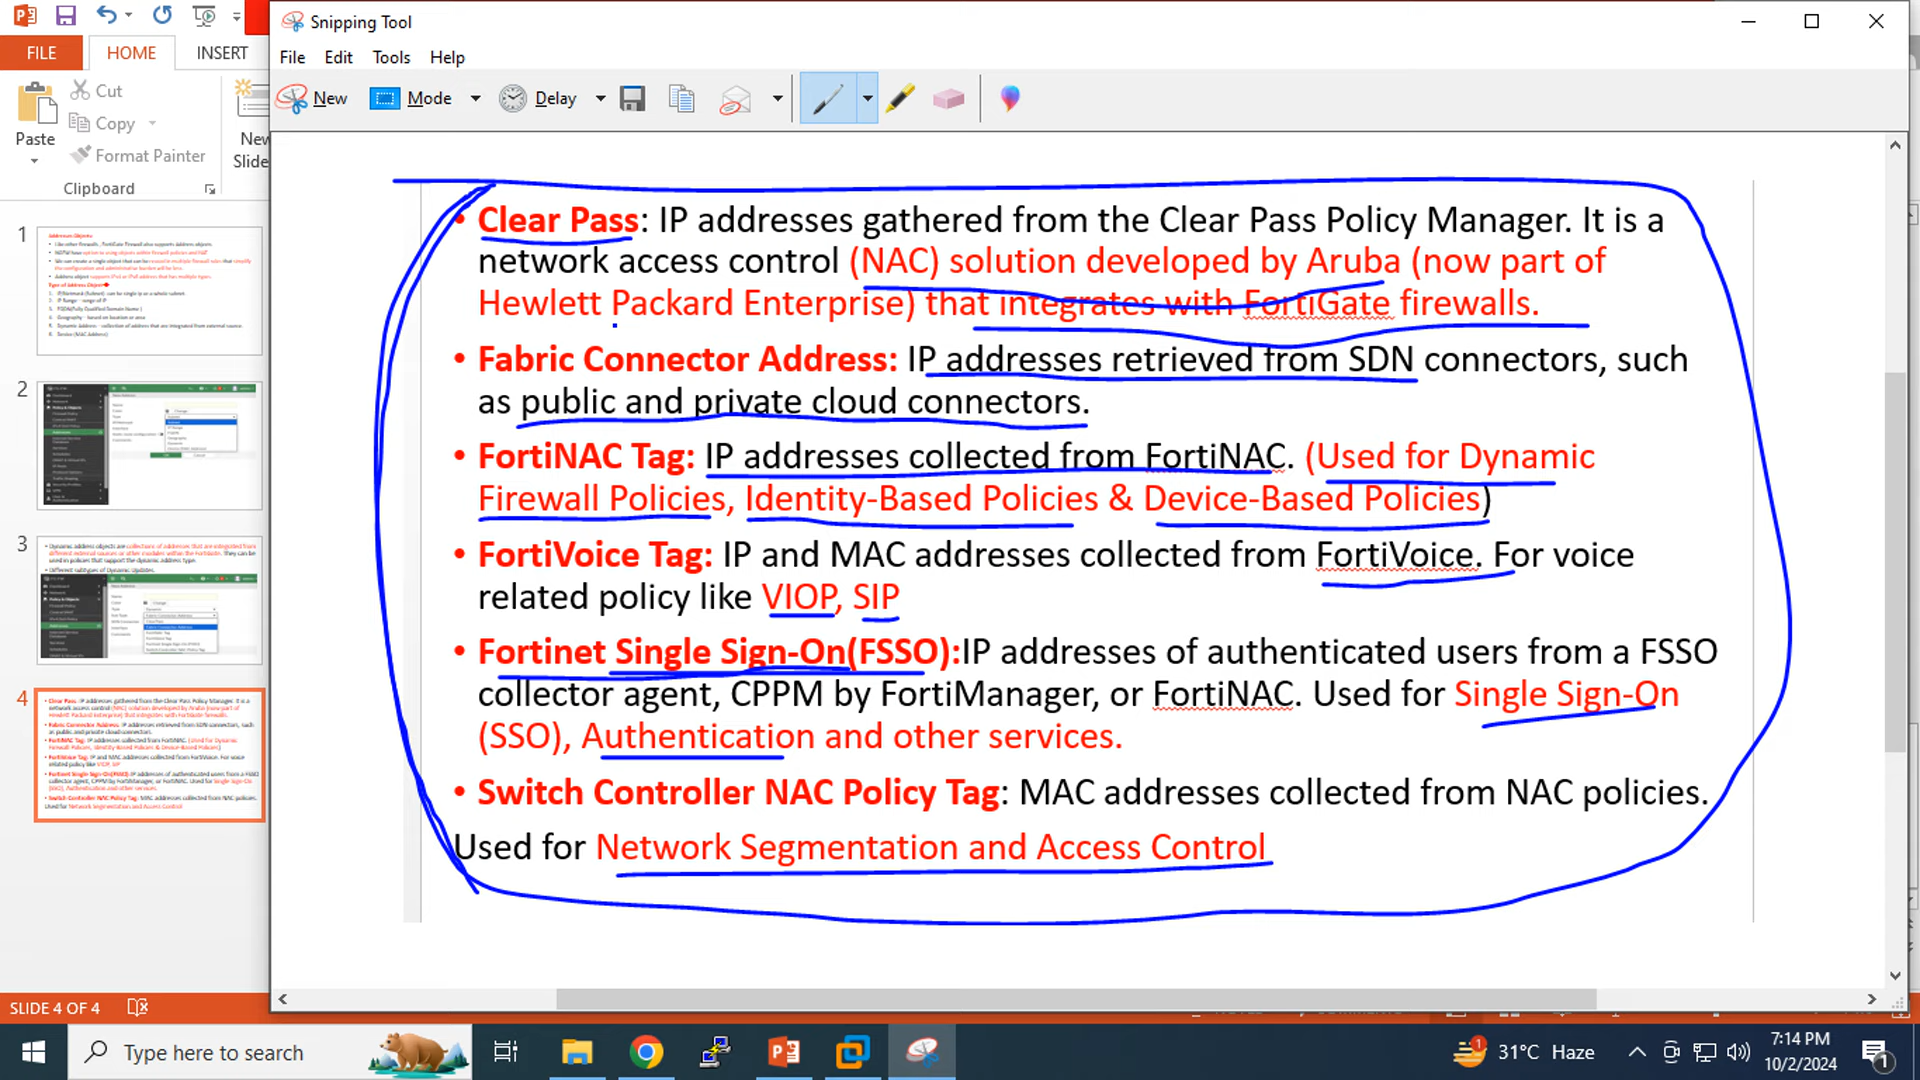 Snipping Tool
FILE HOME INSERT
File Edit Tools Help
New Mode Delay
Cut
Copy
Format Painter
Paste
New
Slide
Clipboard
• Clear Pass: IP addresses gathered from the Clear Pass Policy Manager. It is a
network access control (NAC) solution developed by Aruba (now part of
Hewlett Packard Enterprise) that integrates with FortiGate firewalls.
• Fabric Connector Address: IP addresses retrieved from SDN connectors, such
as public and private cloud connectors.
• FortiNAC Tag: IP addresses collected from FortiNAC. (Used for Dynamic
Firewall Policies, Identity-Based Policies & Device-Based Policies)
• FortiVoice Tag: IP and MAC addresses collected from FortiVoice. For voice
related policy like VIOP, SIP
• Fortinet Single Sign-On(FSSO):IP addresses of authenticated users from a FSSO
collector agent, CPPM by FortiManager, or FortiNAC. Used for Single Sign-On
(SSO), Authentication and other services.
• Switch Controller NAC Policy Tag: MAC addresses collected from NAC policies.
Used for Network Segmentation and Access Control
1
2
3
4
SLIDE 4 OF 4
Type here to search
1
31°C Haze
7:14 PM
10/2/2024
1